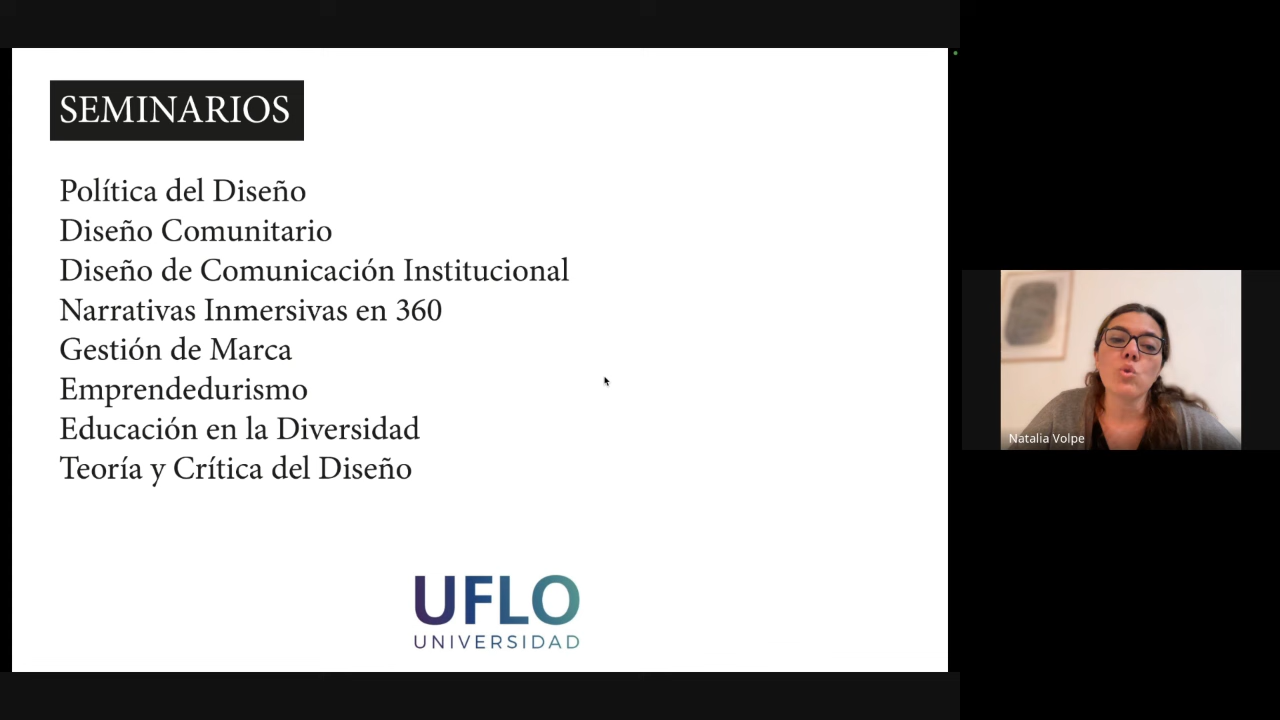 SEMINARIOS
Política del Diseño
Diseño Comunitario
Diseño de Comunicación Institucional
Narrativas Inmersivas en 360
Gestión de Marca
Emprendedurismo
Educación en la Diversidad
Teoría y Crítica del Diseño
UFLO
UNIVERSIDAD
Natalia Volpe